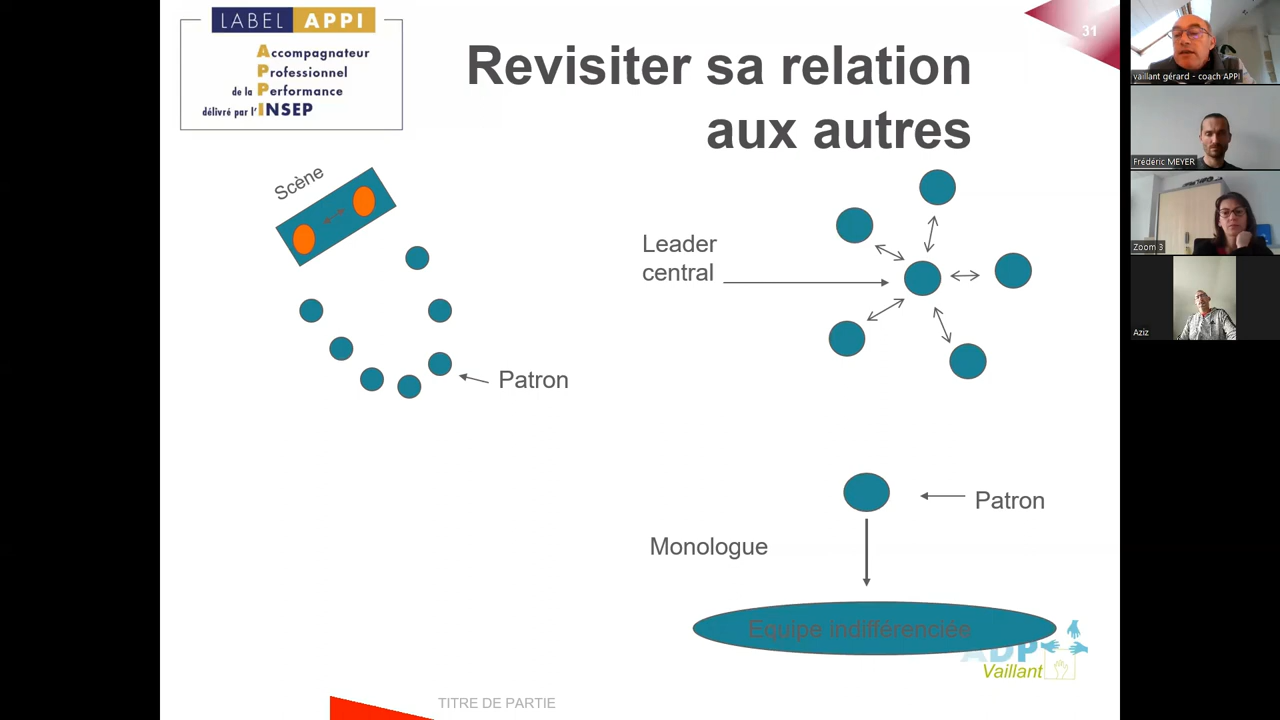 LABEL APPI
Accompagnateur
Professionnel
de la Performance
délivré par l'INSEP
31
Revisiter sa relation
aux autres
Scène
Patron
Leader
central
Patron
Monologue
Equipe indifférenciée
ADP
Vaillant
TITRE DE PARTIE
vaillant gérard - coach APPI
Frédéric MEYER
Zoom 3
Aziz